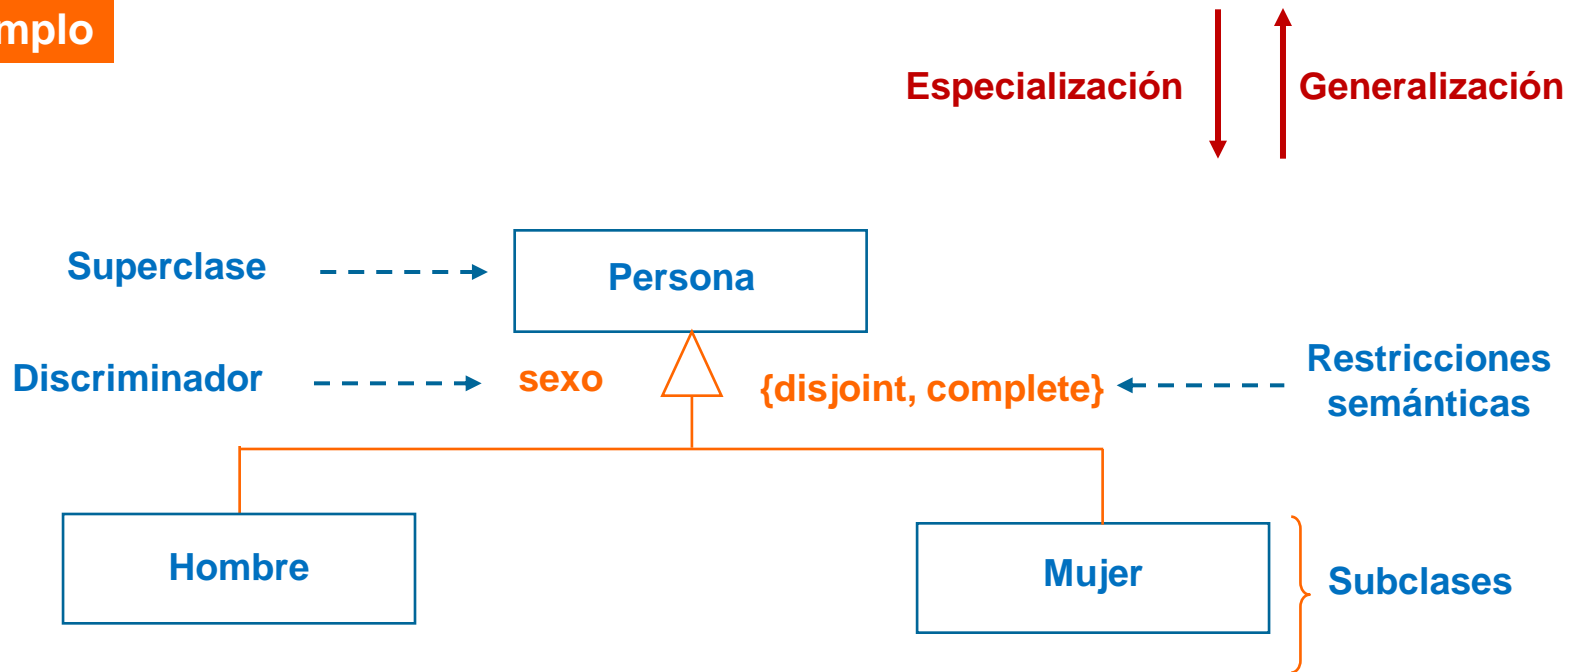 mplo
Especialización
Generalización
Superclase
Persona
Discriminador
sexo
{disjoint, complete}
Restricciones
semánticas
Hombre
Mujer
Subclases